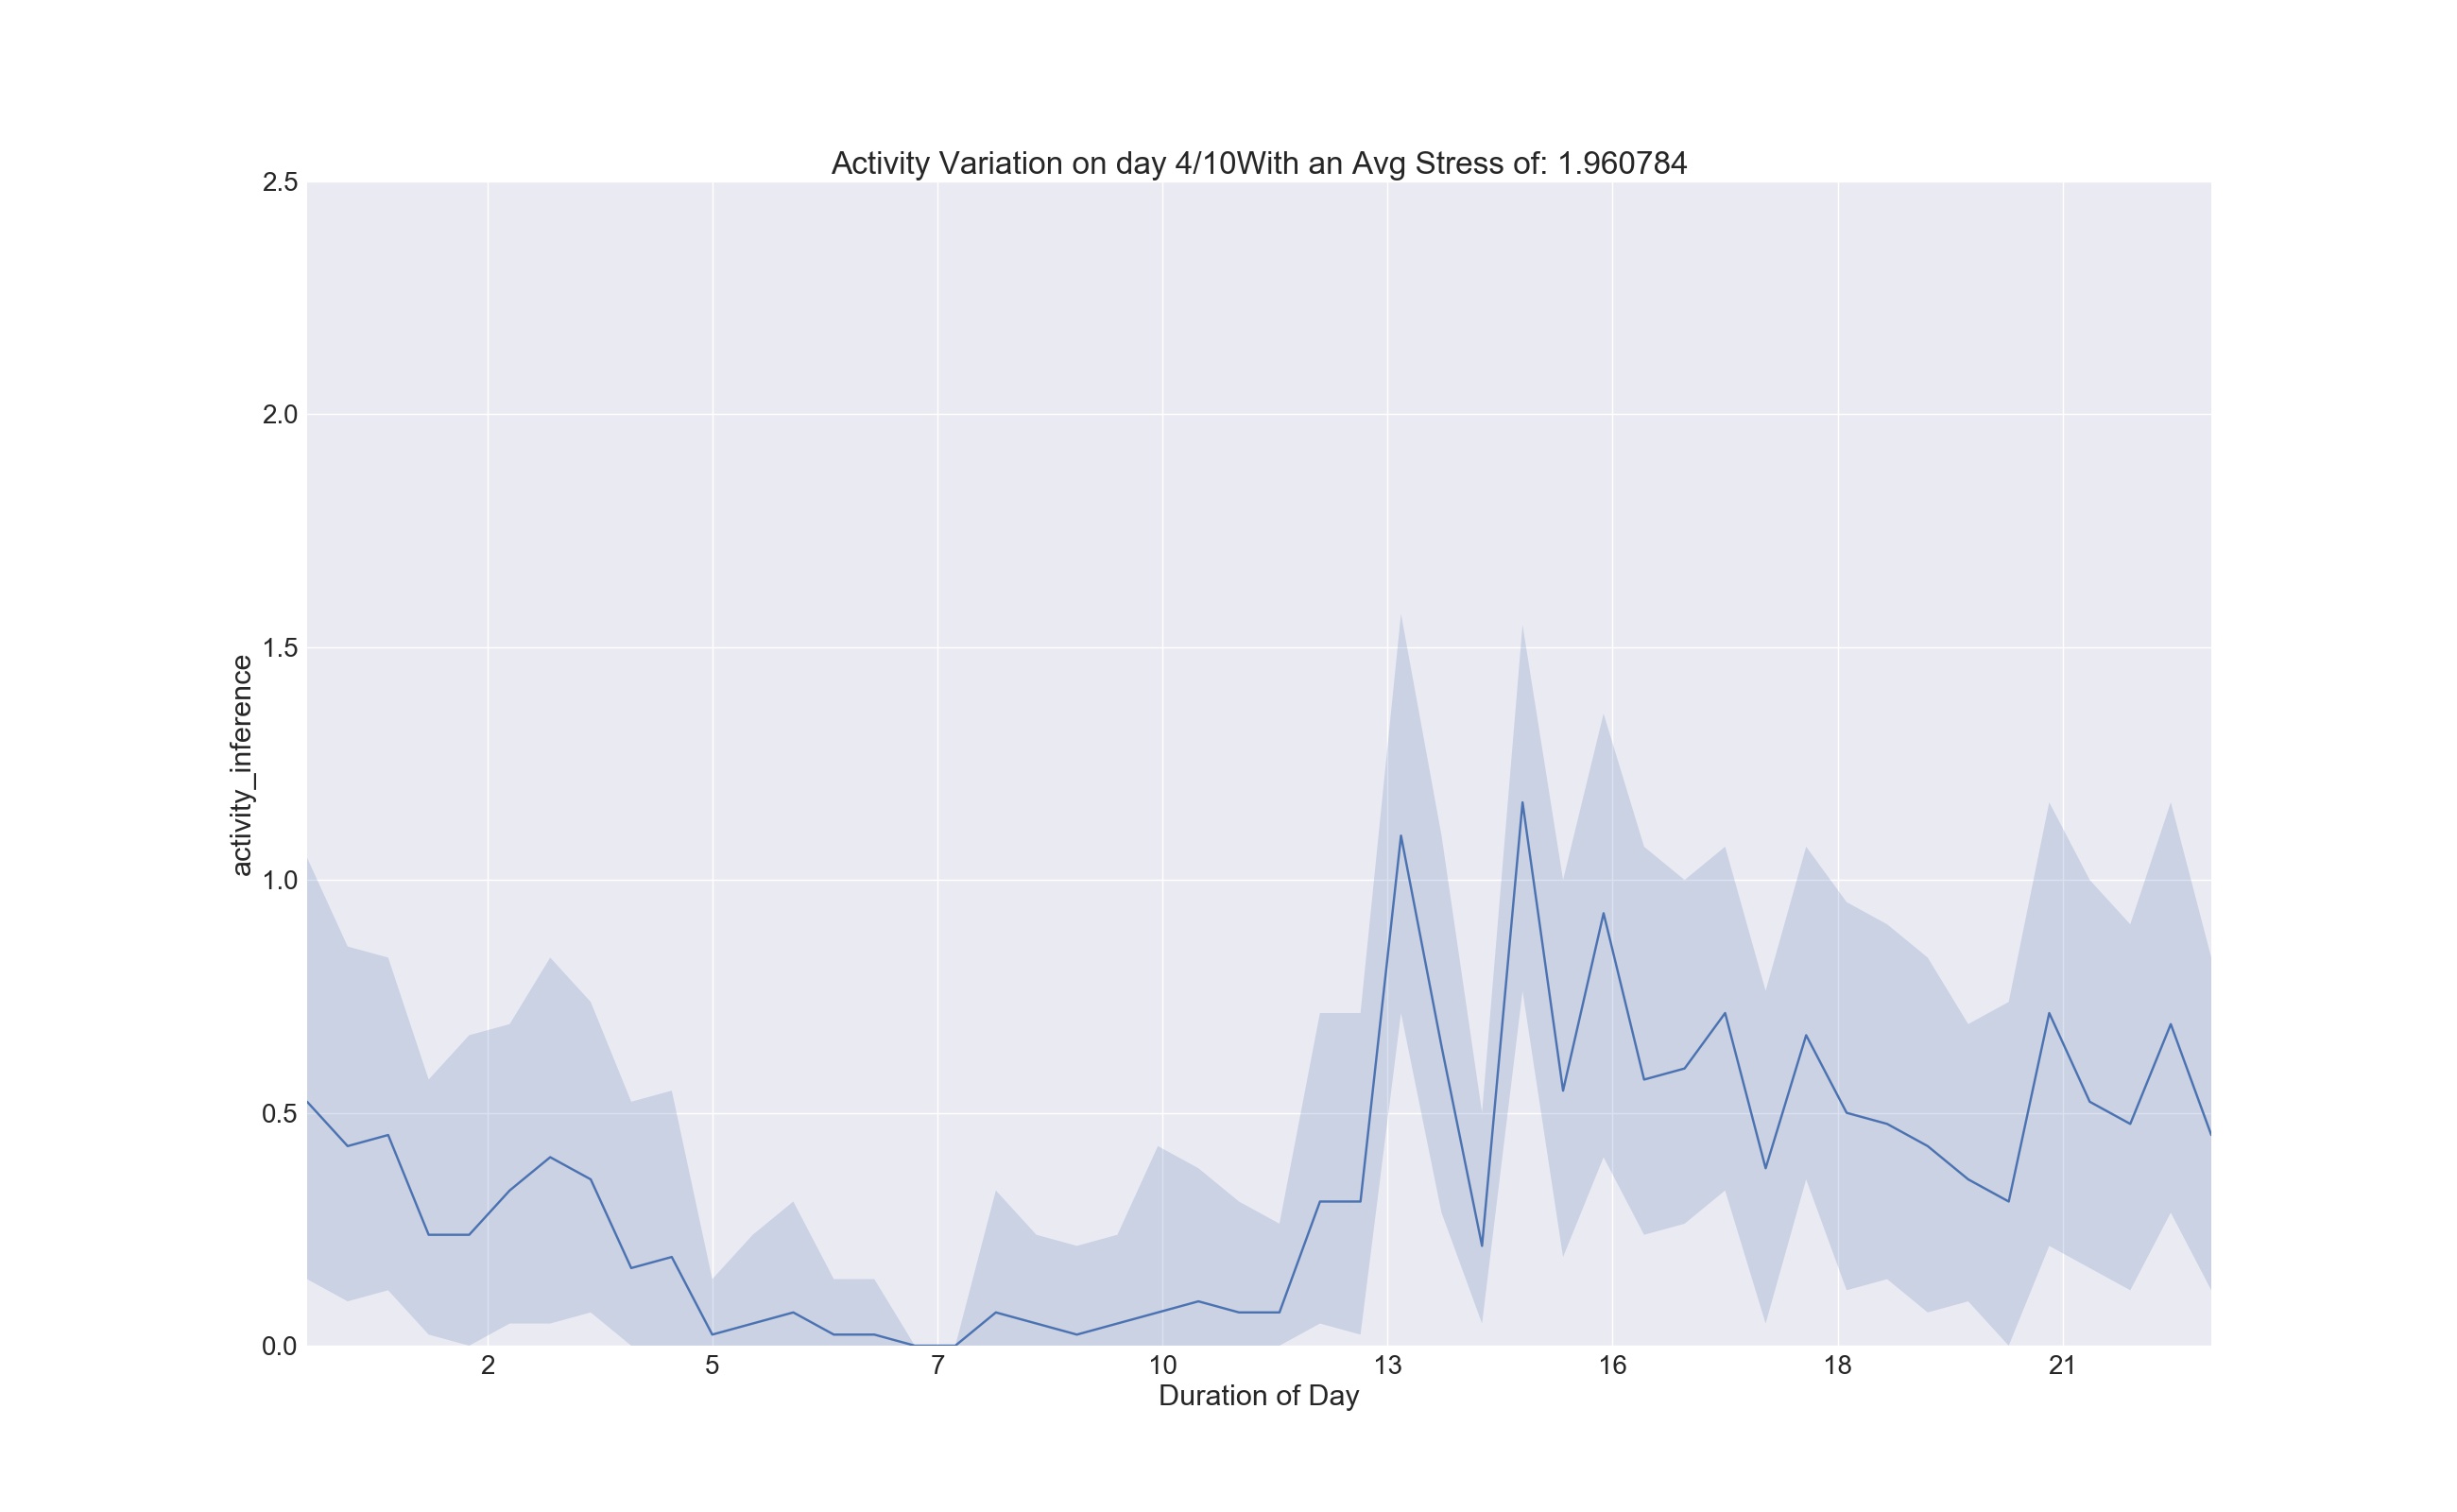 Activity Variation on day 4/10With an Avg Stress of: 1.960784
2.5
2.0
1.5
1.0
0.5
0.0
activity_inference
2 5 7 10 13 16 18 21
Duration of Day